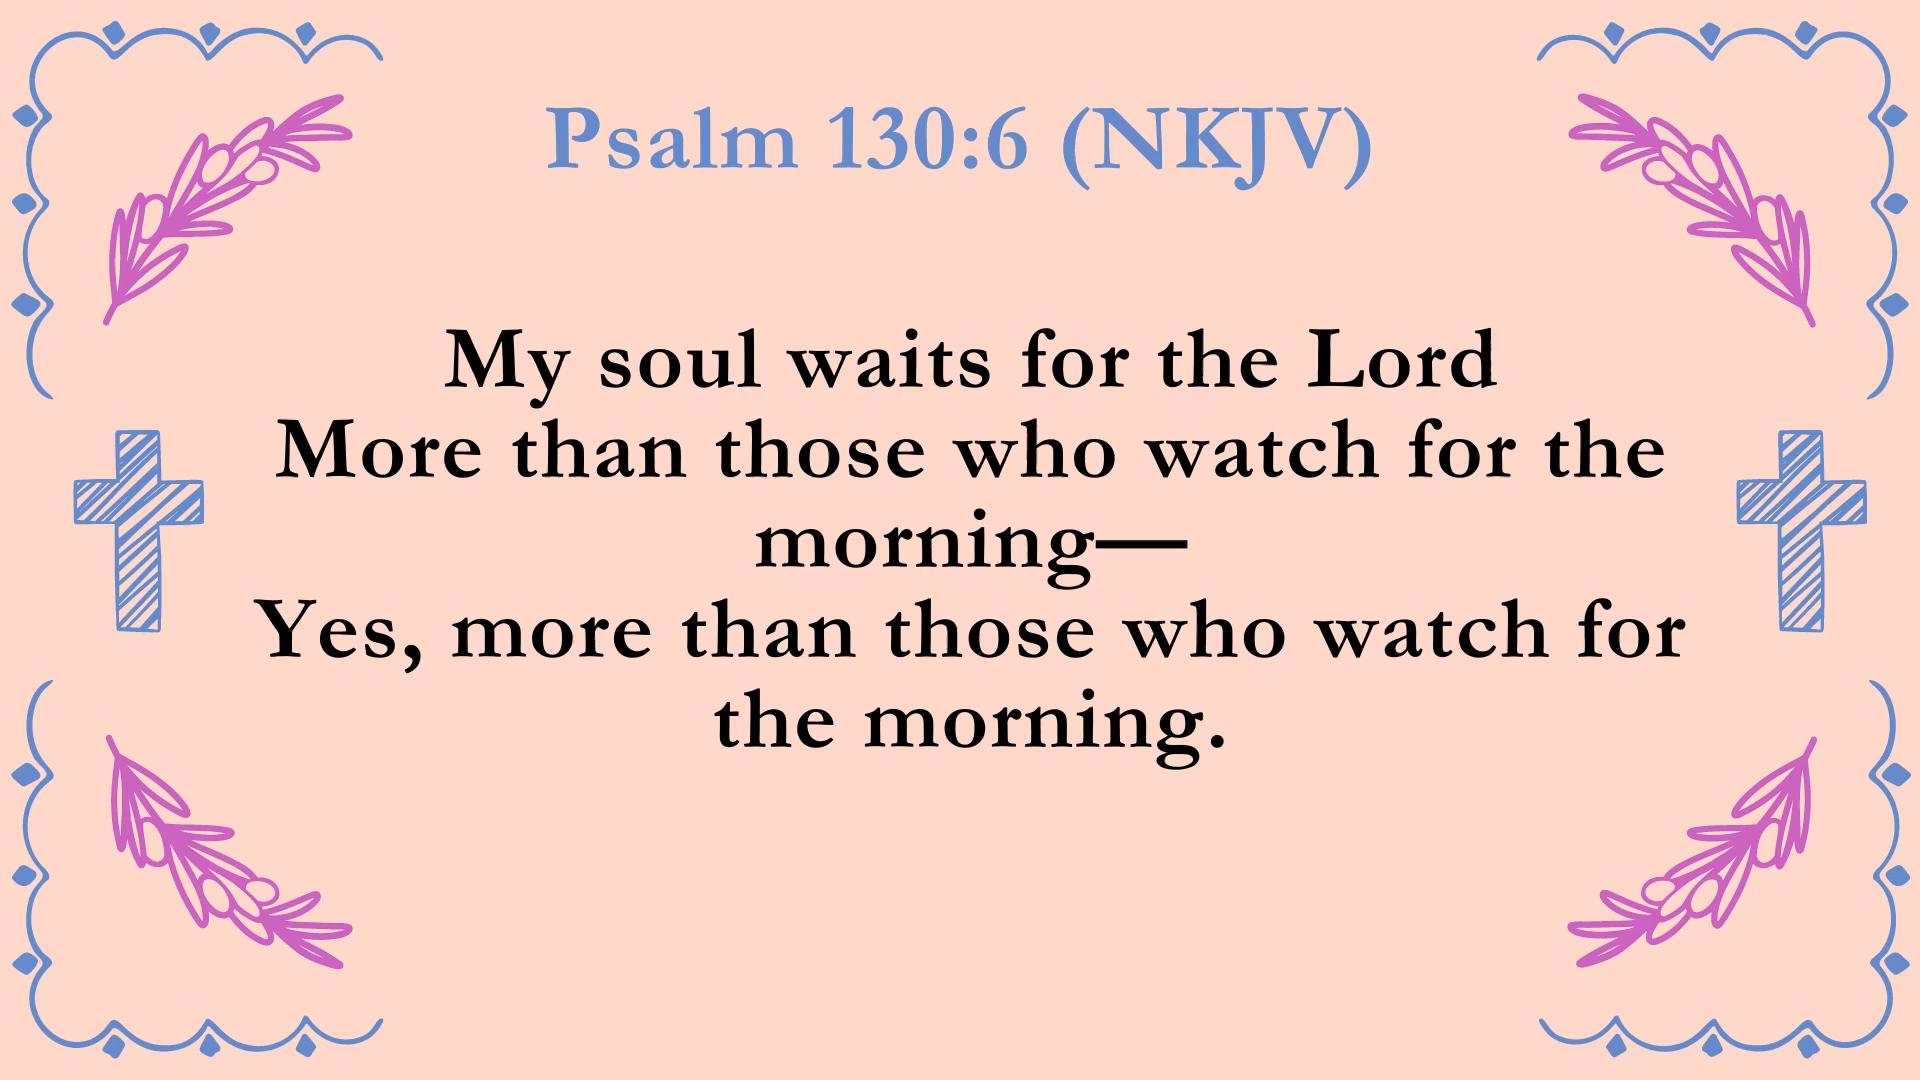 Psalm 130:6 (NKJV)
My soul waits for the Lord
More than those who watch for the
morning—
Yes, more than those who watch for
the morning.